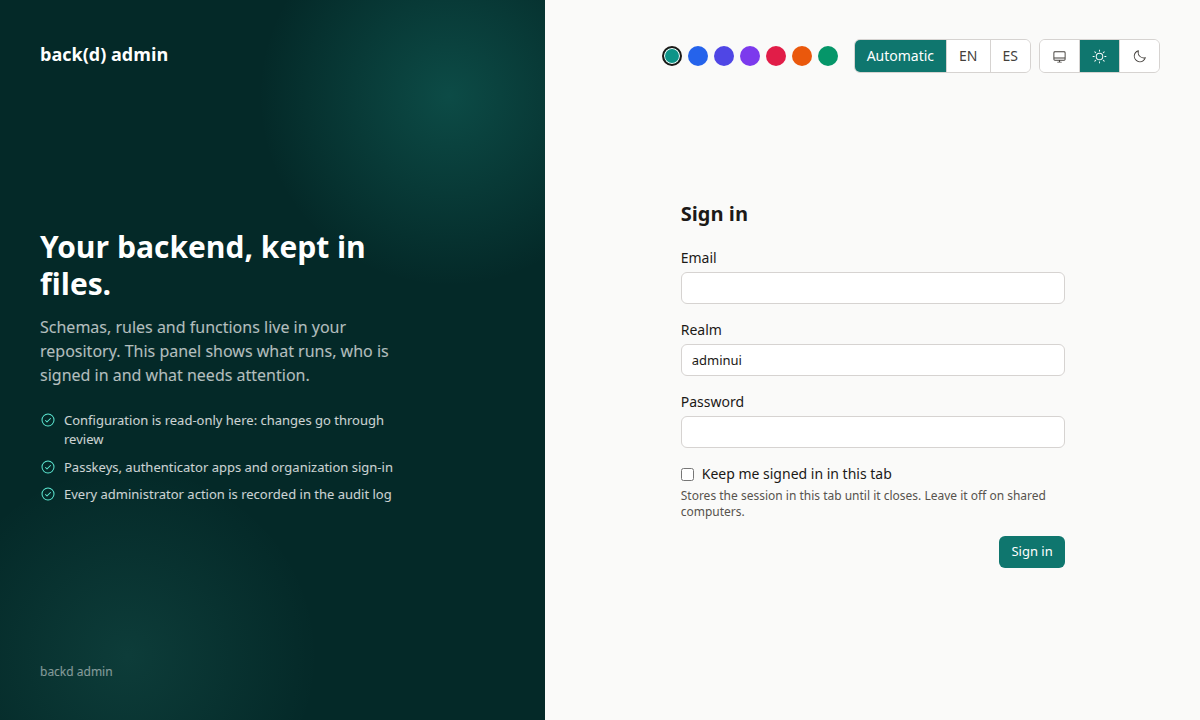 back(d) admin
Automatic EN ES
Your backend, kept in
files.
Schemas, rules and functions live in your
repository. This panel shows what runs, who is
signed in and what needs attention.
Configuration is read-only here: changes go through
review
Passkeys, authenticator apps and organization sign-in
Every administrator action is recorded in the audit log
backd admin
Sign in
Email
Realm
adminui
Password
Keep me signed in in this tab
Stores the session in this tab until it closes. Leave it off on shared
computers.
Sign in